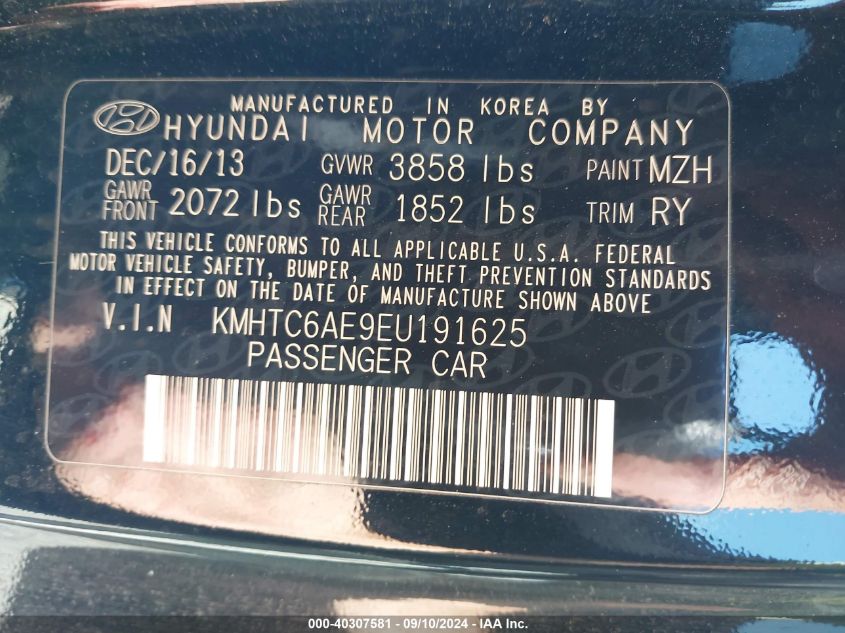 MANUFACTURED IN KOREA BY
HYUNDAI MOTOR COMPANY
DEC/16/13 GVWR 3858 lbs PAINT MZH
GAWR FRONT 2072 lbs GAWR REAR 1852 lbs TRIM RY
THIS VEHICLE CONFORMS TO ALL APPLICABLE U.S.A. FEDERAL
MOTOR VEHICLE SAFETY, BUMPER, AND THEFT PREVENTION STANDARDS
IN EFFECT ON THE DATE OF MANUFACTURE SHOWN ABOVE
V.I.N KMHTC6AE9EU191625
PASSENGER CAR
000-40307581 - 09/10/2024 - IAA Inc.